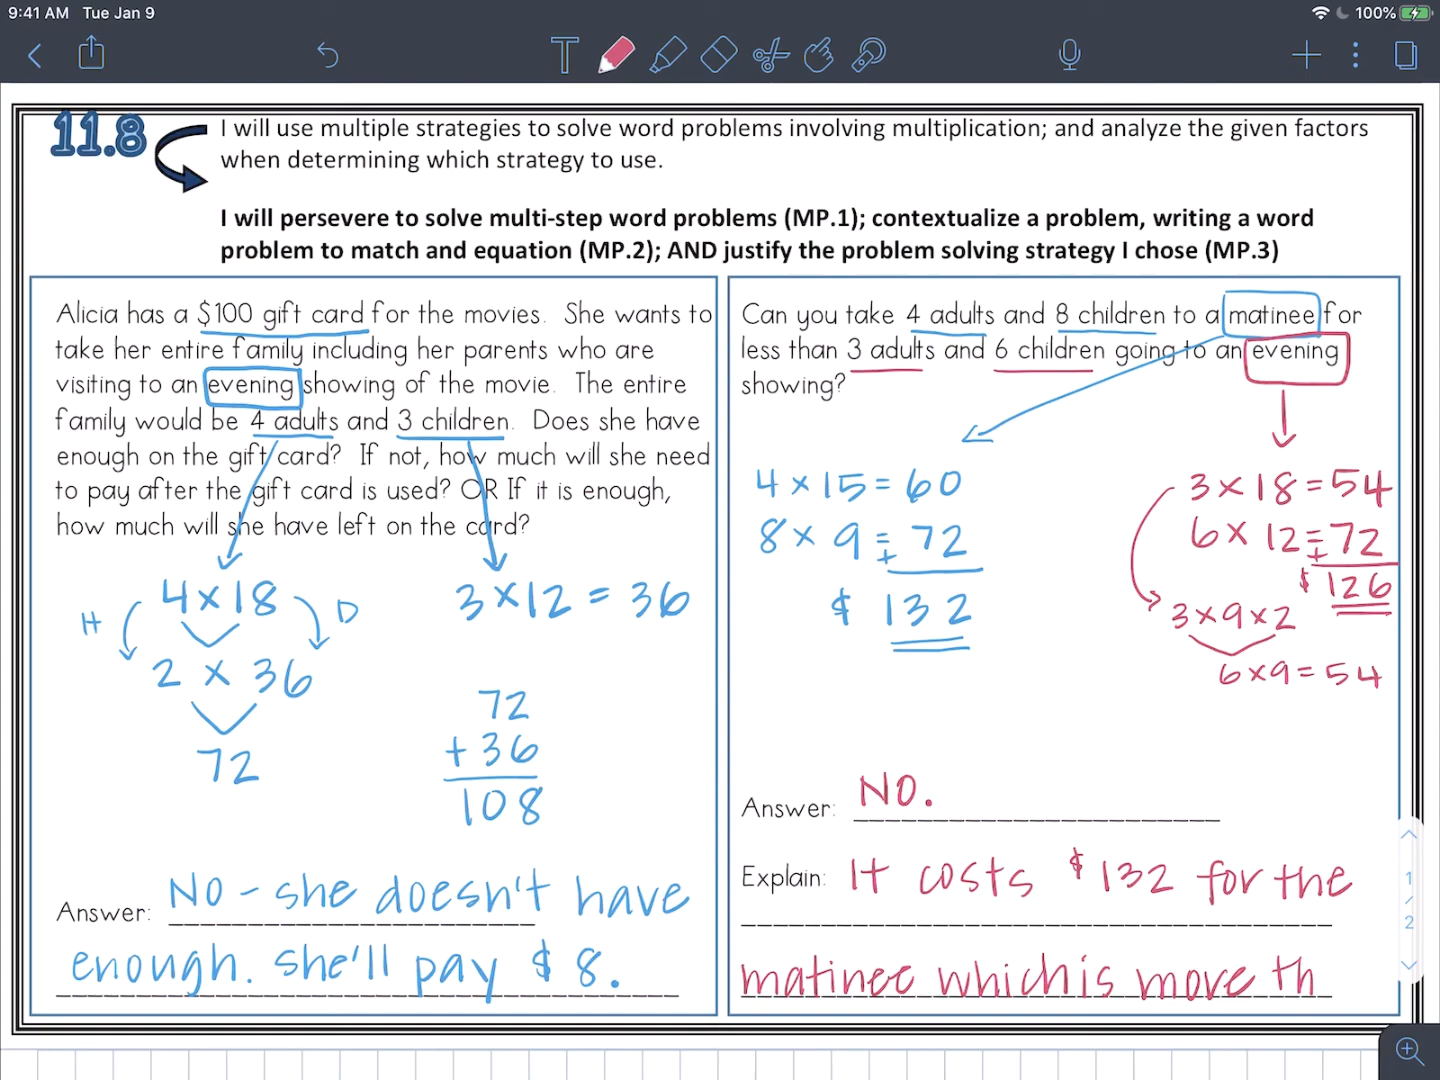 9:41 AM Tue Jan 9
100%
T
11.8
I will use multiple strategies to solve word problems involving multiplication; and analyze the given factors
when determining which strategy to use.
I will persevere to solve multi-step word problems (MP.1); contextualize a problem, writing a word
problem to match and equation (MP.2); AND justify the problem solving strategy I chose (MP.3)
Alicia has a $100 gift card for the movies. She wants to
take her entire family including her parents who are
visiting to an evening showing of the movie. The entire
family would be 4 adults and 3 children. Does she have
enough on the gift card? If not, how much will she need
to pay after the gift card is used? OR If it is enough,
how much will she have left on the card?
4 x 18
H
D
2 x 36
72
3 x 12 = 36
72
+ 36
108
Answer: NO - she doesn't have
enough. she'll pay $ 8.
Can you take 4 adults and 8 children to a matinee for
less than 3 adults and 6 children going to an evening
showing?
4 x 15 = 60
8 x 9 = + 72
$ 132
3 x 18 = 54
6 x 12 = + 72
$ 126
3 x 9 x 2
6 x 9 = 54
Answer: NO.
Explain: It costs $132 for the
matinee which is more th
1
/
2